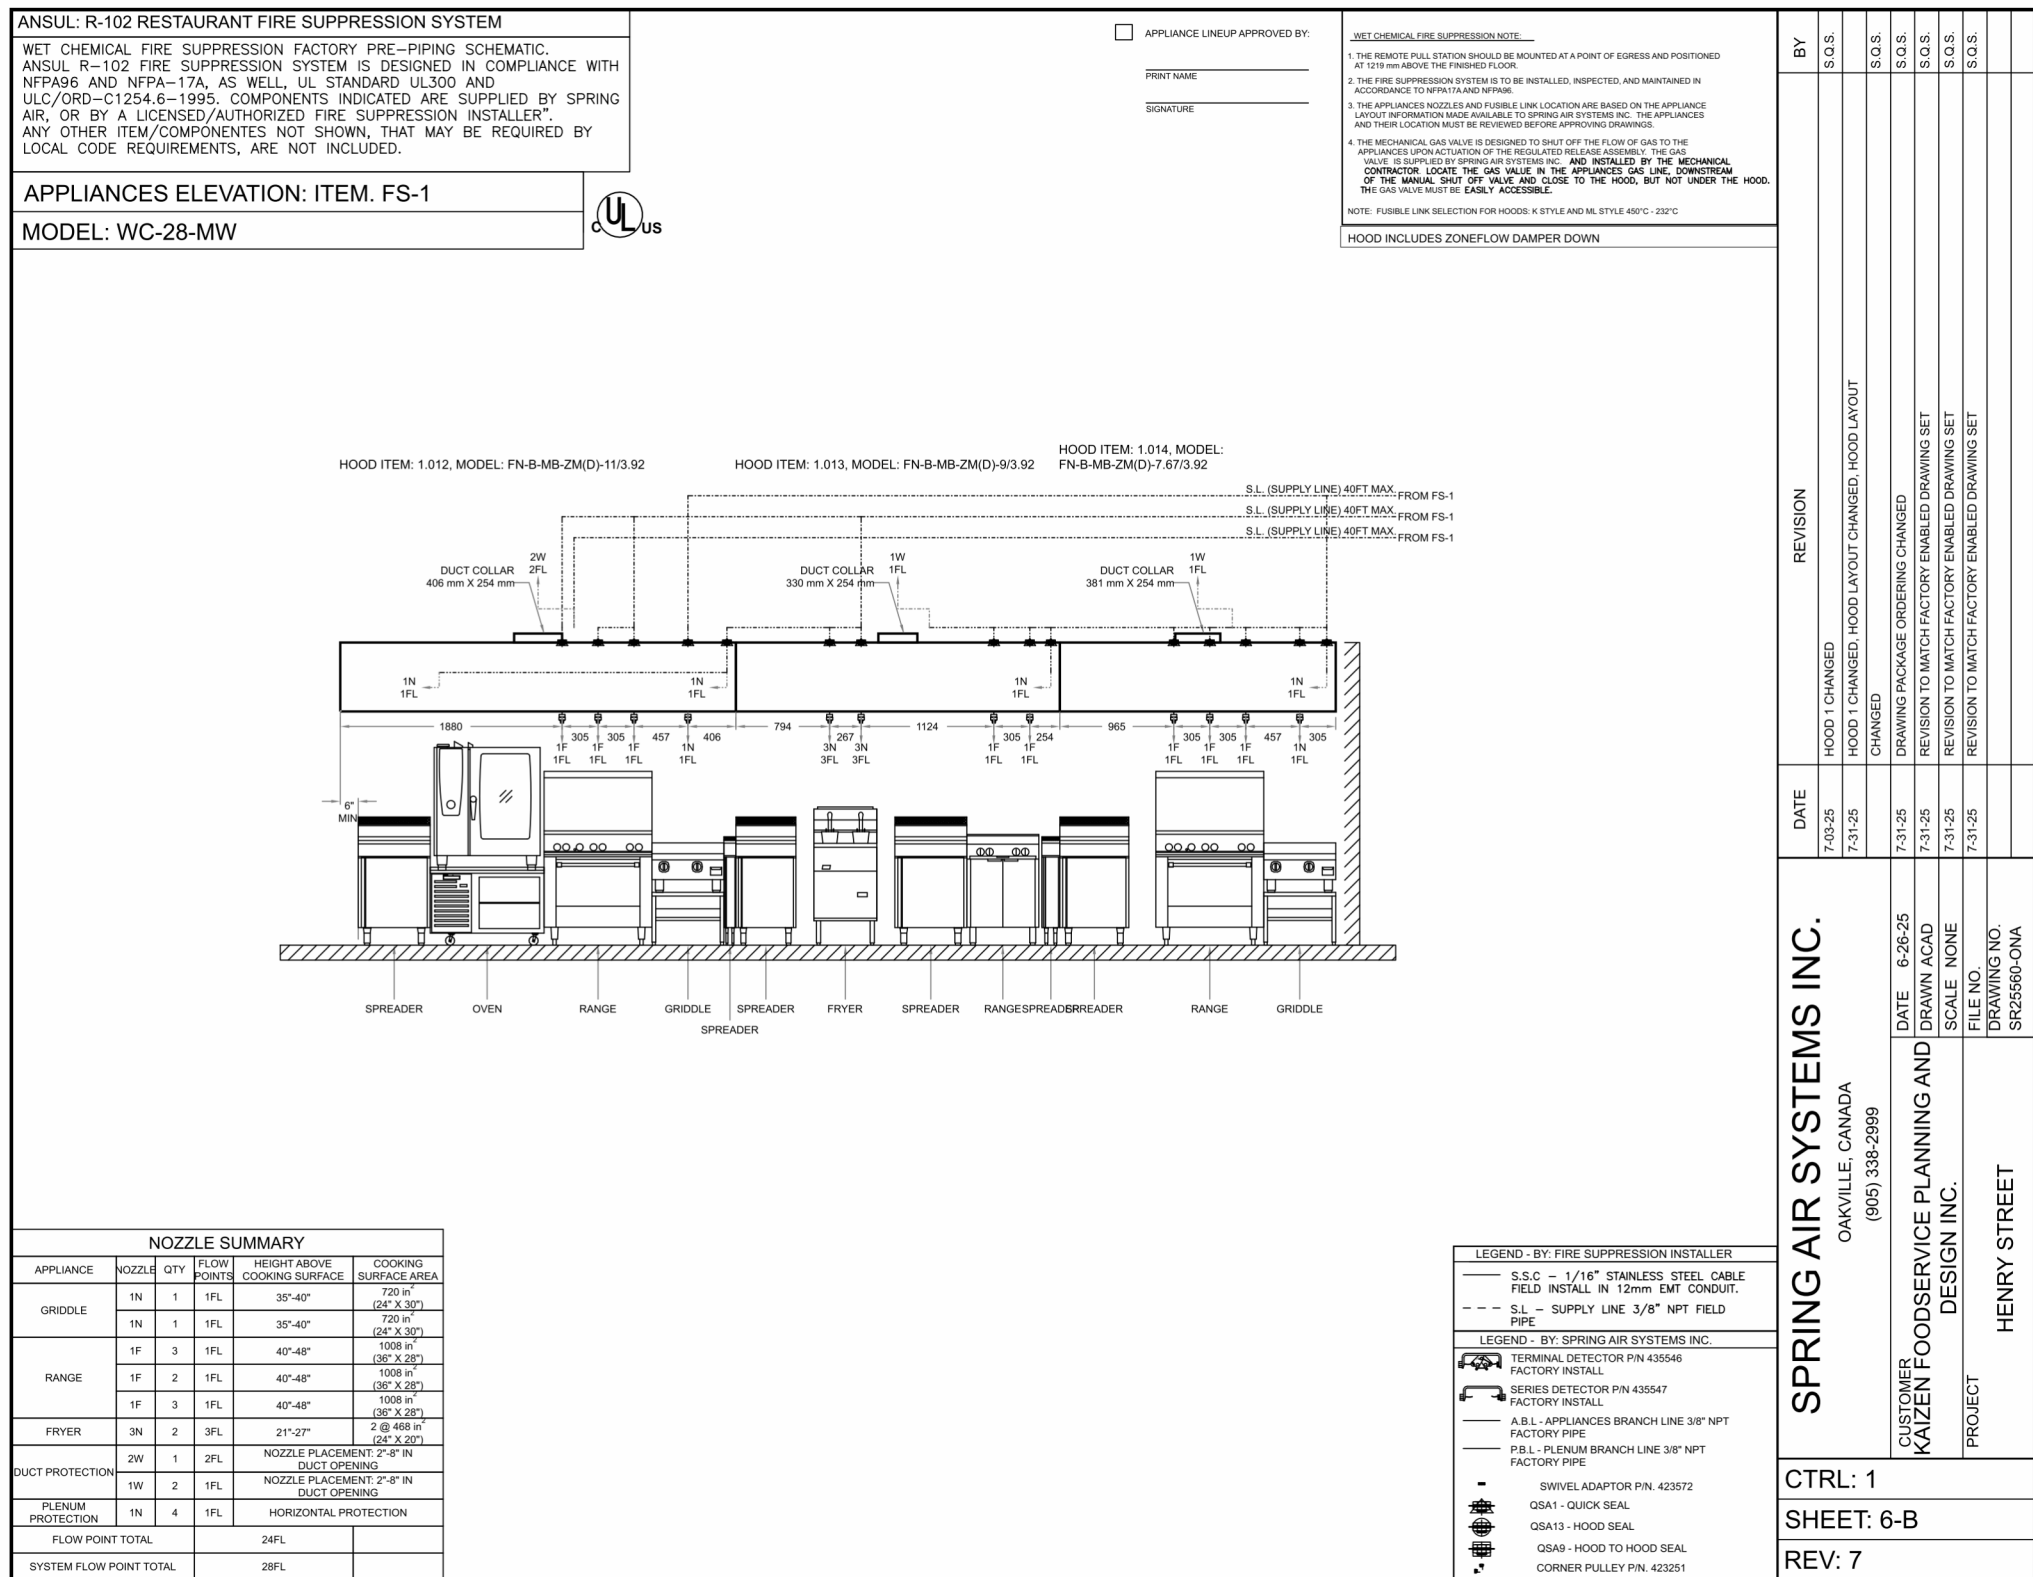 ANSUL: R-102 RESTAURANT FIRE SUPPRESSION SYSTEM
WET CHEMICAL FIRE SUPPRESSION FACTORY PRE-PIPING SCHEMATIC.
ANSUL R-102 FIRE SUPPRESSION SYSTEM IS DESIGNED IN COMPLIANCE WITH
NFPA96 AND NFPA-17A, AS WELL, UL STANDARD UL300 AND
ULC/ORD-C1254.6-1995. COMPONENTS INDICATED ARE SUPPLIED BY SPRING
AIR, OR BY A LICENSED/AUTHORIZED FIRE SUPPRESSION INSTALLER”.
ANY OTHER ITEM/COMPONENTES NOT SHOWN, THAT MAY BE REQUIRED BY
LOCAL CODE REQUIREMENTS, ARE NOT INCLUDED.
APPLIANCES ELEVATION: ITEM. FS-1
MODEL: WC-28-MW
C UL US
APPLIANCE LINEUP APPROVED BY:
PRINT NAME
SIGNATURE
WET CHEMICAL FIRE SUPPRESSION NOTE:
1. THE REMOTE PULL STATION SHOULD BE MOUNTED AT A POINT OF EGRESS AND POSITIONED
AT 1219 mm ABOVE THE FINISHED FLOOR.
2. THE FIRE SUPPRESSION SYSTEM IS TO BE INSTALLED, INSPECTED, AND MAINTAINED IN
ACCORDANCE TO NFPA17A AND NFPA96.
3. THE APPLIANCES NOZZLES AND FUSIBLE LINK LOCATION ARE BASED ON THE APPLIANCE
LAYOUT INFORMATION MADE AVAILABLE TO SPRING AIR SYSTEMS INC. THE APPLIANCES
AND THEIR LOCATION MUST BE REVIEWED BEFORE APPROVING DRAWINGS.
4. THE MECHANICAL GAS VALVE IS DESIGNED TO SHUT OFF THE FLOW OF GAS TO THE
APPLIANCES UPON ACTUATION OF THE REGULATED RELEASE ASSEMBLY. THE GAS
VALVE IS SUPPLIED BY SPRING AIR SYSTEMS INC. AND INSTALLED BY THE MECHANICAL
CONTRACTOR. LOCATE THE GAS VALUE IN THE APPLIANCES GAS LINE, DOWNSTREAM
OF THE MANUAL SHUT OFF VALVE AND CLOSE TO THE HOOD, BUT NOT UNDER THE HOOD.
THE GAS VALVE MUST BE EASILY ACCESSIBLE.
NOTE: FUSIBLE LINK SELECTION FOR HOODS: K STYLE AND ML STYLE 450°C - 232°C
HOOD INCLUDES ZONEFLOW DAMPER DOWN
HOOD ITEM: 1.012, MODEL: FN-B-MB-ZM(D)-11/3.92
HOOD ITEM: 1.013, MODEL: FN-B-MB-ZM(D)-9/3.92
HOOD ITEM: 1.014, MODEL:
FN-B-MB-ZM(D)-7.67/3.92
S.L. (SUPPLY LINE) 40FT MAX. FROM FS-1
S.L. (SUPPLY LINE) 40FT MAX. FROM FS-1
S.L. (SUPPLY LINE) 40FT MAX. FROM FS-1
DUCT COLLAR
406 mm X 254 mm
2W
2FL
DUCT COLLAR
330 mm X 254 mm
1W
1FL
DUCT COLLAR
381 mm X 254 mm
1W
1FL
1N 1N 1N 1N
1FL 1FL 1FL 1FL
1880 305 305 457 406 794 267 1124 305 254 965 305 305 457 305
1F 1F 1F 1N 3N 3N 1F 1F 1F 1F 1F 1N
1FL 1FL 1FL 1FL 3FL 3FL 1FL 1FL 1FL 1FL 1FL 1FL
6"
MIN
SPREADER OVEN RANGE GRIDDLE SPREADER FRYER SPREADER RANGE SPREADER SPREADER RANGE GRIDDLE
SPREADER
NOZZLE SUMMARY
APPLIANCE NOZZLE QTY FLOW POINTS HEIGHT ABOVE COOKING SURFACE COOKING SURFACE AREA
GRIDDLE 1N 1 1FL 35"-40" 720 in² (24" X 30")
1N 1 1FL 35"-40" 720 in² (24" X 30")
RANGE 1F 3 1FL 40"-48" 1008 in² (36" X 28")
1F 2 1FL 40"-48" 1008 in² (36" X 28")
1F 3 1FL 40"-48" 1008 in² (36" X 28")
FRYER 3N 2 3FL 21"-27" 2 @ 468 in² (24" X 20")
DUCT PROTECTION 2W 1 2FL NOZZLE PLACEMENT: 2"-8" IN DUCT OPENING
1W 2 1FL NOZZLE PLACEMENT: 2"-8" IN DUCT OPENING
PLENUM PROTECTION 1N 4 1FL HORIZONTAL PROTECTION
FLOW POINT TOTAL 24FL
SYSTEM FLOW POINT TOTAL 28FL
LEGEND - BY: FIRE SUPPRESSION INSTALLER
S.S.C - 1/16” STAINLESS STEEL CABLE
FIELD INSTALL IN 12mm EMT CONDUIT.
S.L - SUPPLY LINE 3/8” NPT FIELD
PIPE
LEGEND - BY: SPRING AIR SYSTEMS INC.
TERMINAL DETECTOR P/N 435546
FACTORY INSTALL
SERIES DETECTOR P/N 435547
FACTORY INSTALL
A.B.L - APPLIANCES BRANCH LINE 3/8" NPT
FACTORY PIPE
P.B.L - PLENUM BRANCH LINE 3/8" NPT
FACTORY PIPE
SWIVEL ADAPTOR P/N. 423572
QSA1 - QUICK SEAL
QSA13 - HOOD SEAL
QSA9 - HOOD TO HOOD SEAL
CORNER PULLEY P/N. 423251
DATE REVISION BY
7-03-25 HOOD 1 CHANGED S.Q.S.
7-31-25 HOOD 1 CHANGED, HOOD LAYOUT CHANGED, HOOD LAYOUT
CHANGED S.Q.S.
7-31-25 DRAWING PACKAGE ORDERING CHANGED S.Q.S.
7-31-25 REVISION TO MATCH FACTORY ENABLED DRAWING SET S.Q.S.
7-31-25 REVISION TO MATCH FACTORY ENABLED DRAWING SET S.Q.S.
7-31-25 REVISION TO MATCH FACTORY ENABLED DRAWING SET S.Q.S.
SPRING AIR SYSTEMS INC.
OAKVILLE, CANADA
(905) 338-2999
CUSTOMER
KAIZEN FOODSERVICE PLANNING AND
DESIGN INC.
PROJECT
HENRY STREET
DATE 6-26-25
DRAWN ACAD
SCALE NONE
FILE NO.
DRAWING NO.
SR25560-ONA
CTRL: 1
SHEET: 6-B
REV: 7